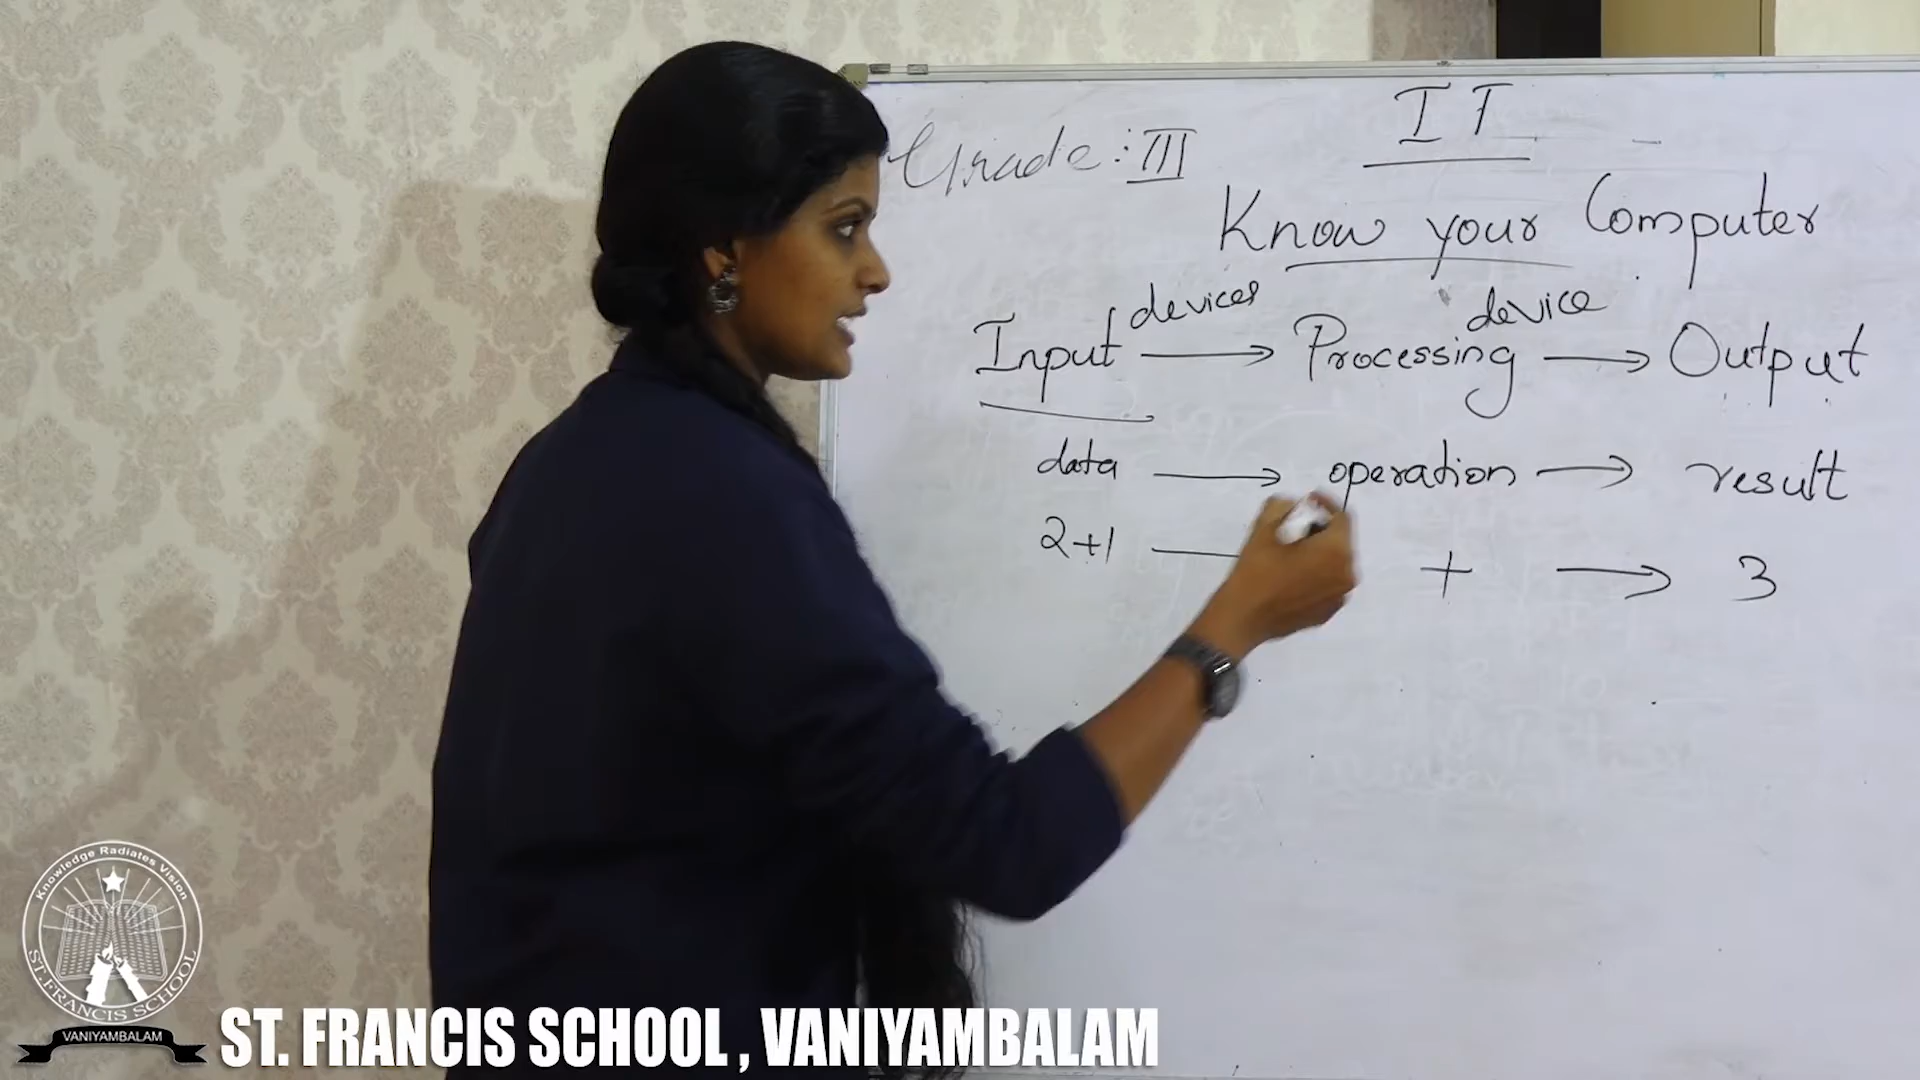 IT
Grade : III
Know your Computer
devices device
Input → Processing → Output
data → operation → result
2+1 — + → 3
Knowledge Radiates Vision
ST. FRANCIS SCHOOL
VANIYAMBALAM
ST. FRANCIS SCHOOL , VANIYAMBALAM